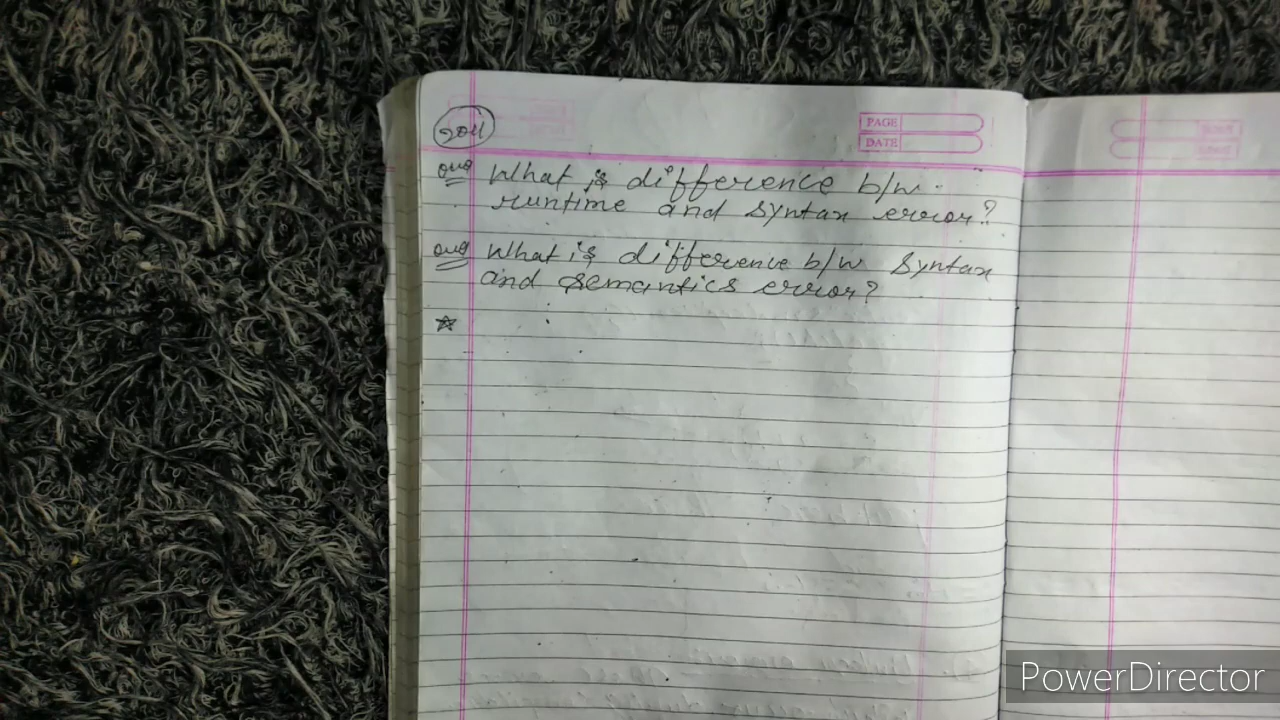 2011
PAGE
DATE
Que What is difference b/w
runtime and syntax error?
Que What is difference b/w syntax
and semantics error?
PowerDirector